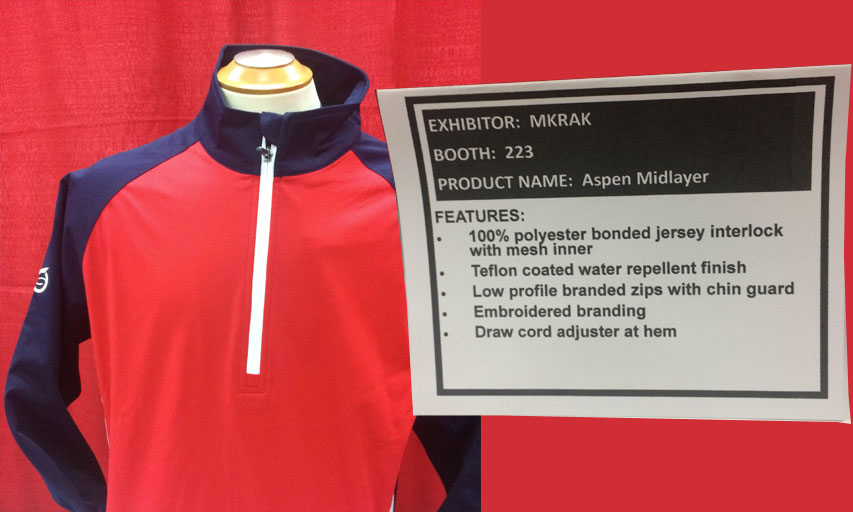 EXHIBITOR: MKRAK
BOOTH: 223
PRODUCT NAME: Aspen Midlayer
FEATURES:
• 100% polyester bonded jersey interlock
with mesh inner
• Teflon coated water repellent finish
• Low profile branded zips with chin guard
• Embroidered branding
• Draw cord adjuster at hem